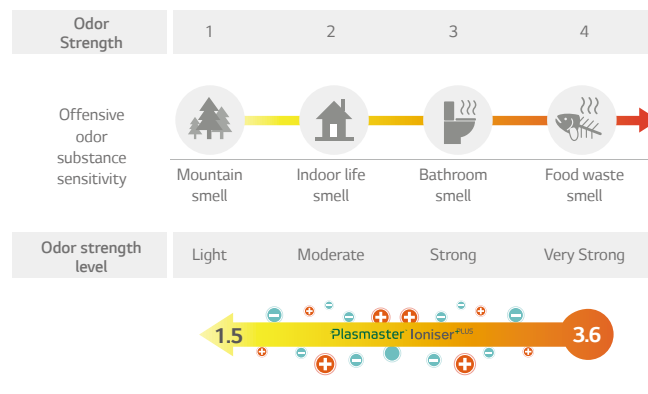 Odor
Strength
1 2 3 4
Offensive
odor
substance
sensitivity
Mountain
smell
Indoor life
smell
Bathroom
smell
Food waste
smell
Odor strength
level
Light Moderate Strong Very Strong
1.5 Plasmaster Ioniser+PLUS 3.6